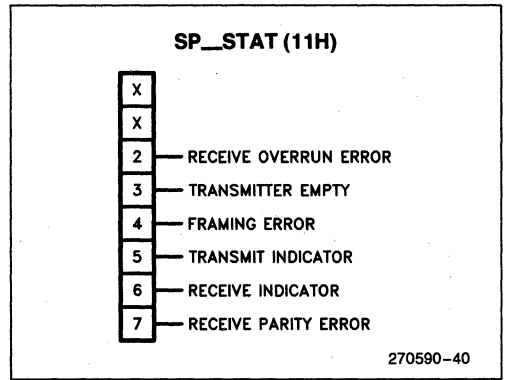 SP__STAT (11H)
X
X
2 RECEIVE OVERRUN ERROR
3 TRANSMITTER EMPTY
4 FRAMING ERROR
5 TRANSMIT INDICATOR
6 RECEIVE INDICATOR
7 RECEIVE PARITY ERROR
270590-40